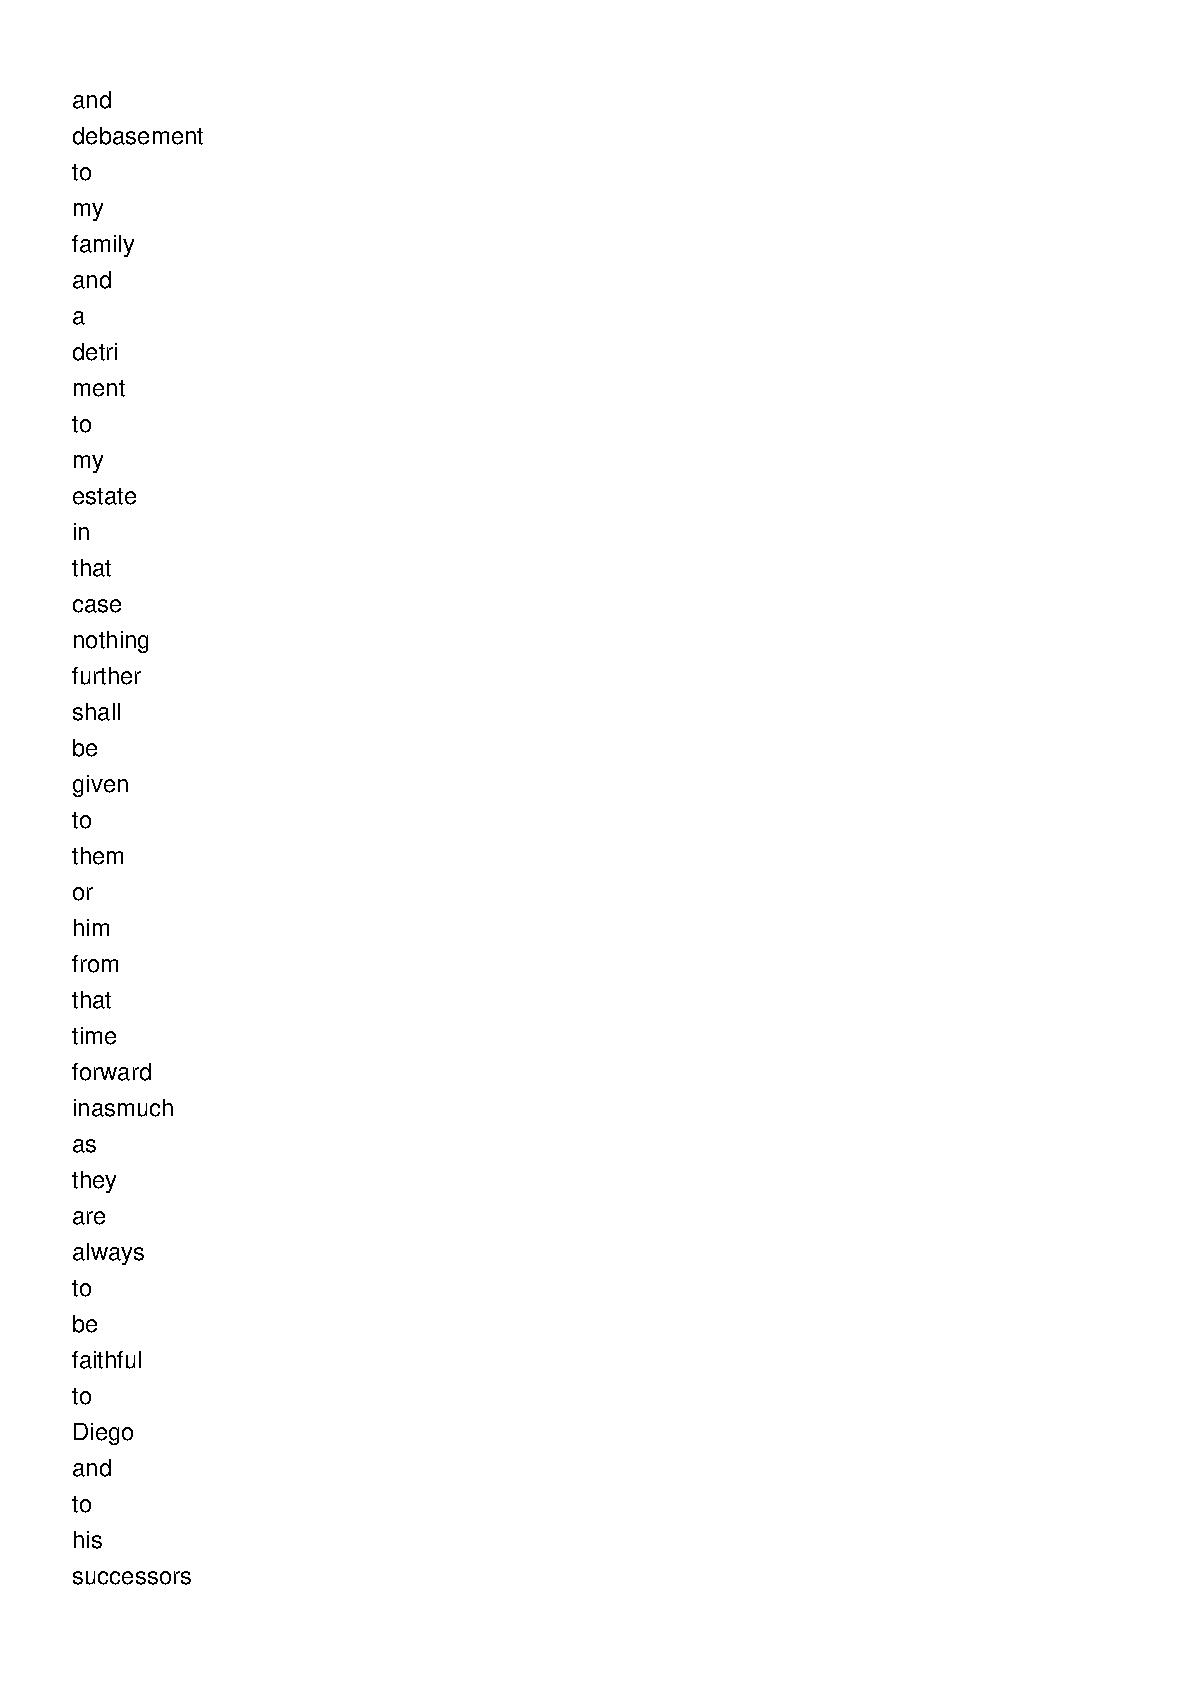 and
debasement
to
my
family
and
a
detri
ment
to
my
estate
in
that
case
nothing
further
shall
be
given
to
them
or
him
from
that
time
forward
inasmuch
as
they
are
always
to
be
faithful
to
Diego
and
to
his
successors